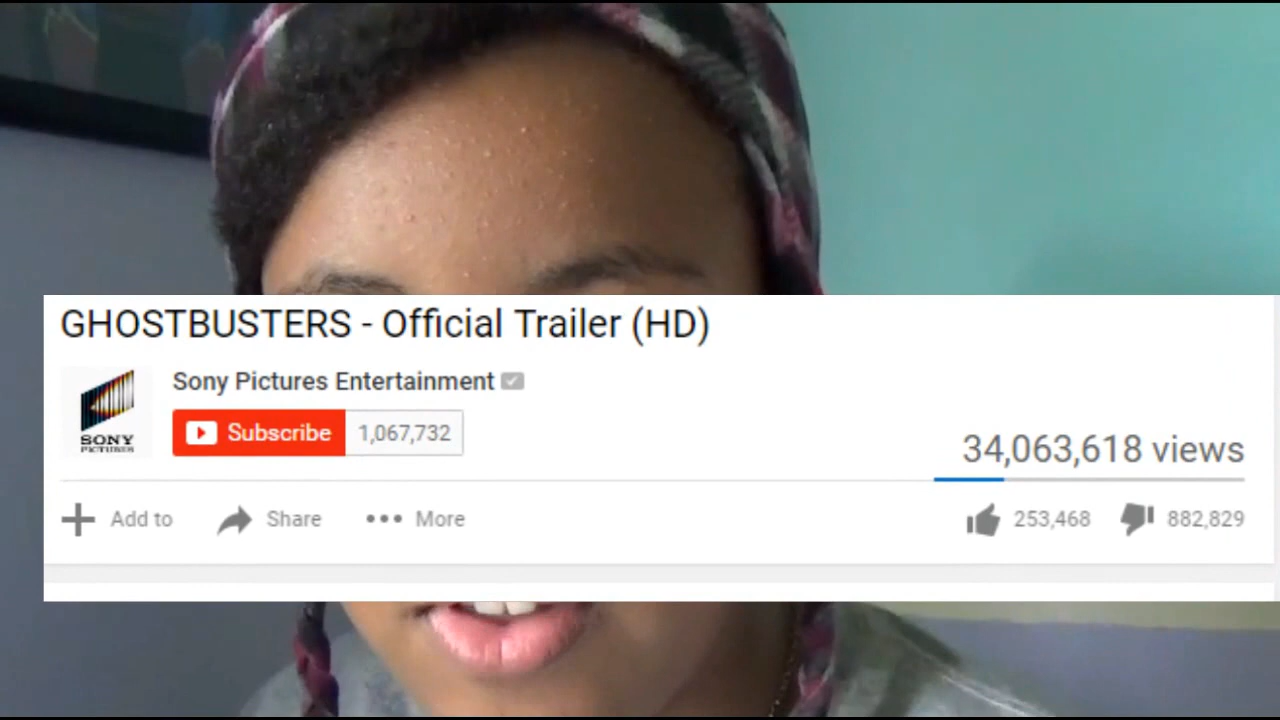 GHOSTBUSTERS - Official Trailer (HD)
Sony Pictures Entertainment
SONY
PICTURES
Subscribe 1,067,732
34,063,618 views
Add to Share More 253,468 882,829